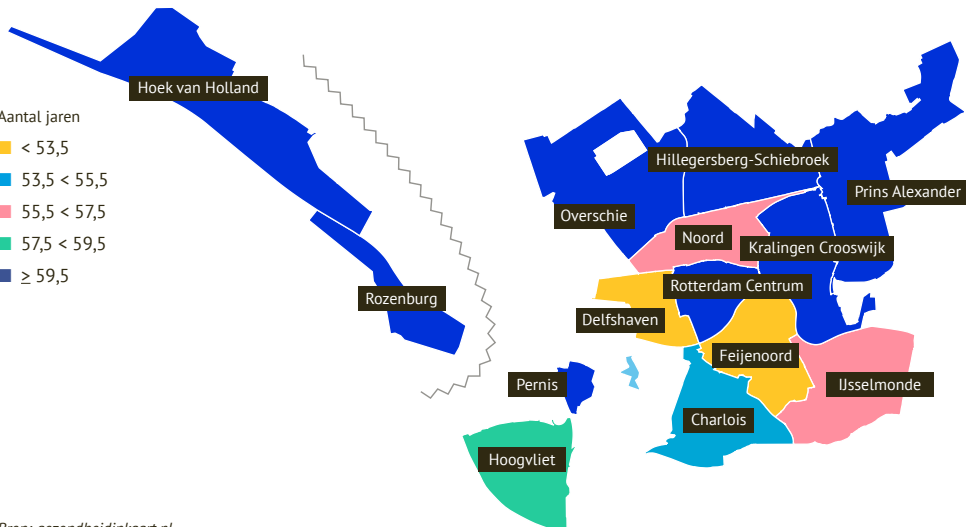 Hoek van Holland
Aantal jaren
< 53,5
53,5 < 55,5
55,5 < 57,5
57,5 < 59,5
≥ 59,5
Hillegersberg-Schiebroek
Prins Alexander
Overschie
Noord
Kralingen Crooswijk
Rotterdam Centrum
Rozenburg
Delfshaven
Feijenoord
Pernis
IJsselmonde
Charlois
Hoogvliet